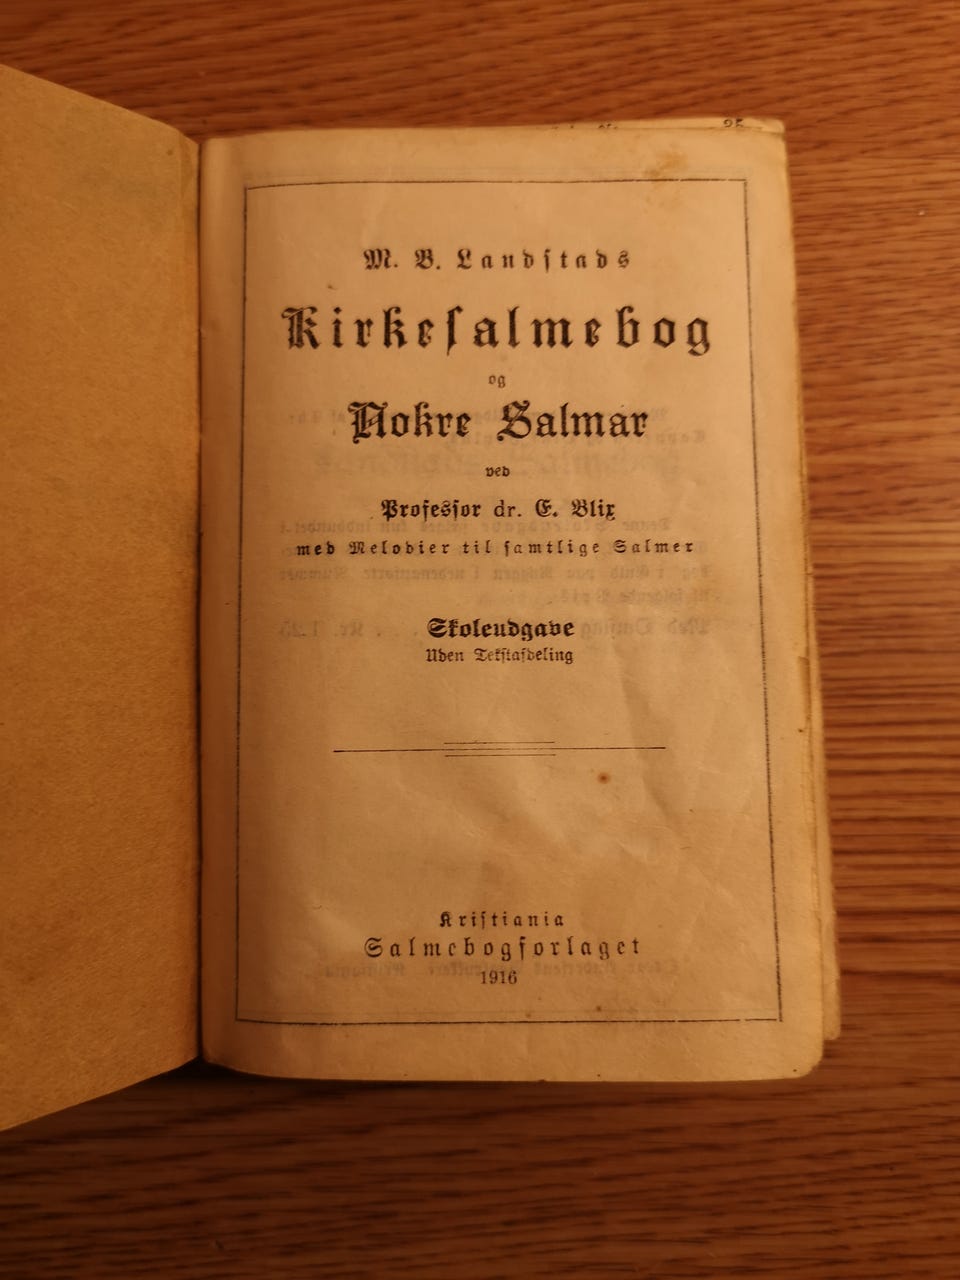 M. B. Landstads
Kirkesalmebog
og
Nokre Salmar
ved
Professor dr. E. Blix
med Melodier til samtlige Salmer
Skoleudgave
Uden Tekstafdeling
Kristiania
Salmebogforlaget
1916